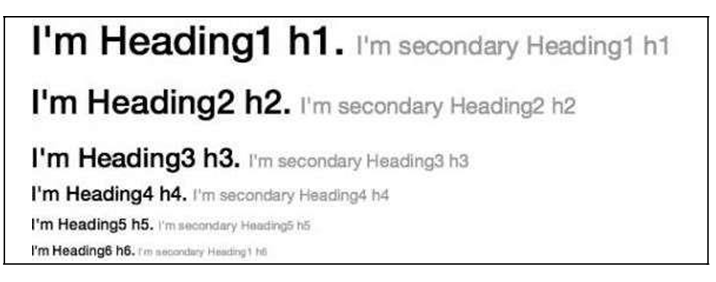 I'm Heading1 h1. I'm secondary Heading1 h1
I'm Heading2 h2. I'm secondary Heading2 h2
I'm Heading3 h3. I'm secondary Heading3 h3
I'm Heading4 h4. I'm secondary Heading4 h4
I'm Heading5 h5. I'm secondary Heading5 h5
I'm Heading6 h6. I'm secondary Heading1 h6